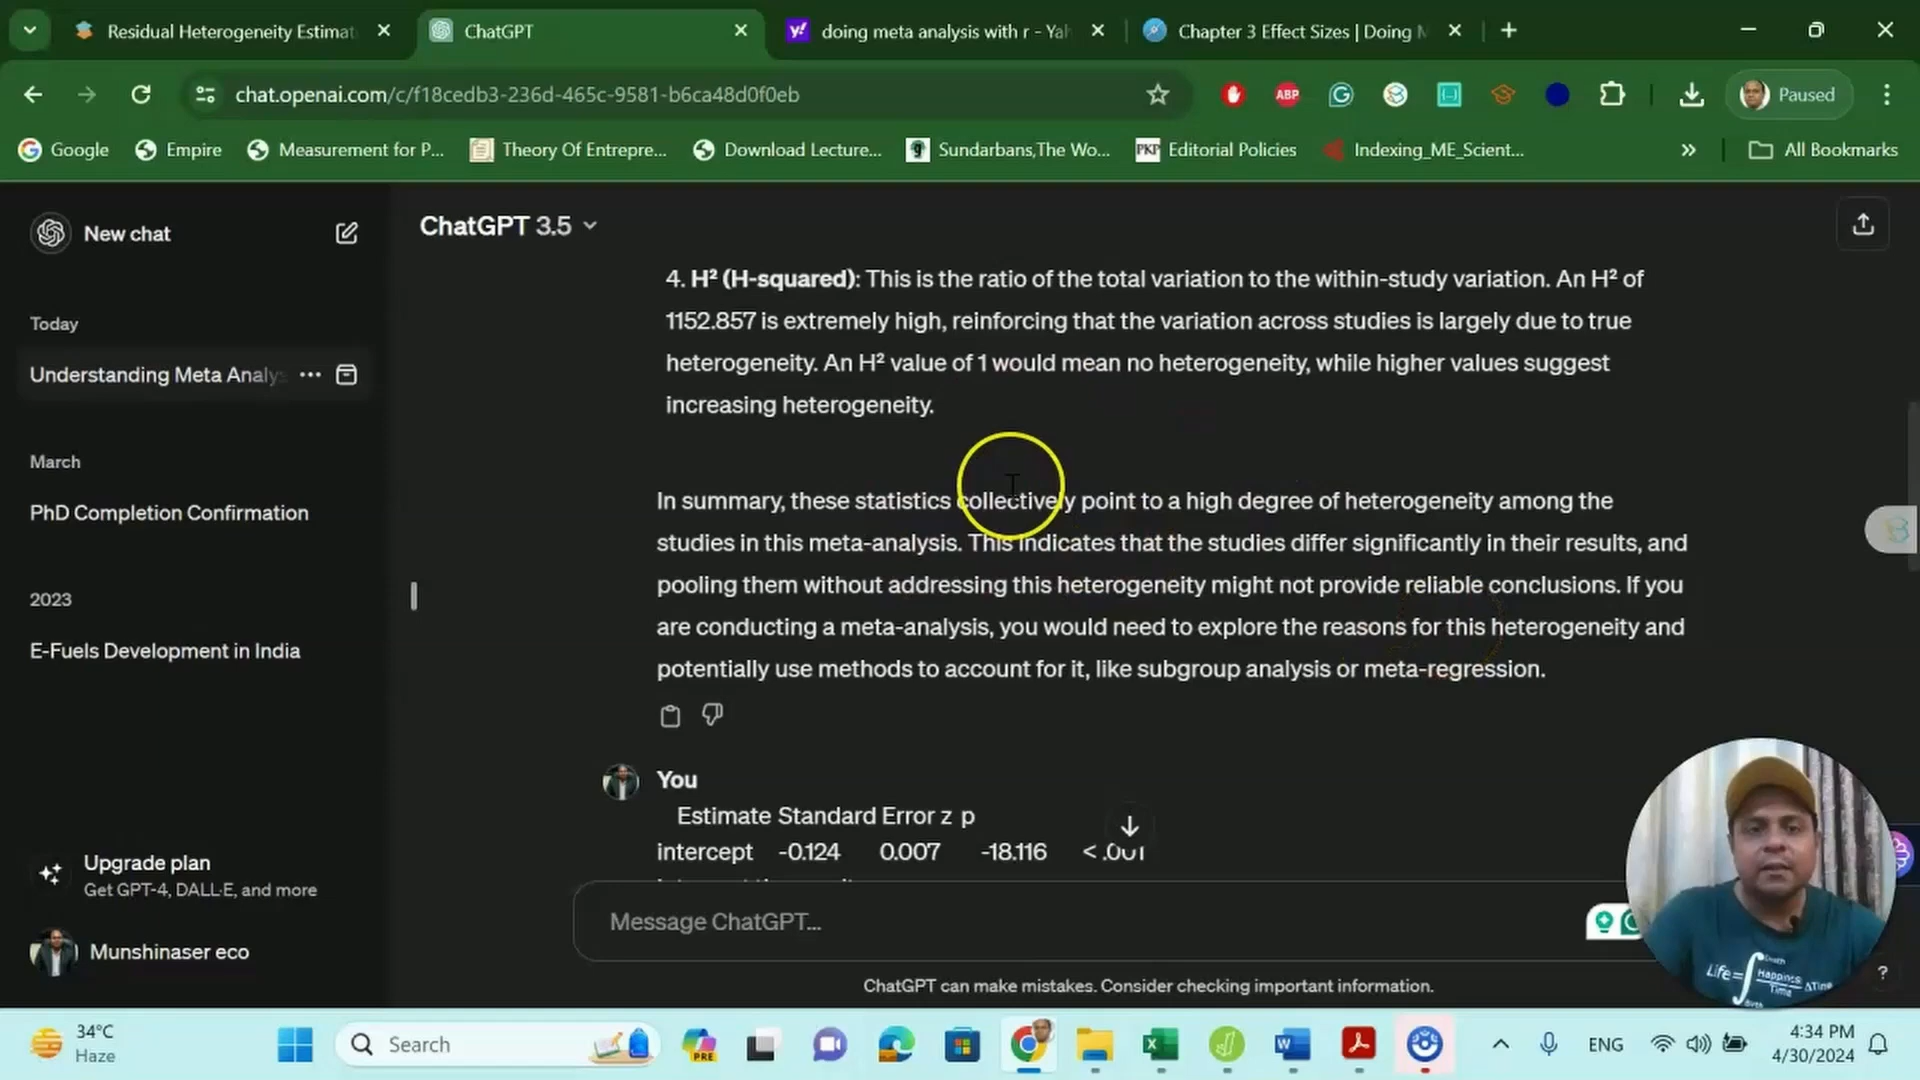 Residual Heterogeneity Estimat
ChatGPT
doing meta analysis with r - Yah
Chapter 3 Effect Sizes | Doing M
chat.openai.com/c/f18cedb3-236d-465c-9581-b6ca48d0f0eb
ABP
Paused
Google
Empire
Measurement for P...
Theory Of Entrepre...
Download Lecture...
Sundarbans,The Wo...
PKP
Editorial Policies
Indexing_ME_Scient...
All Bookmarks
New chat
ChatGPT 3.5
Today
Understanding Meta Analys
March
PhD Completion Confirmation
2023
E-Fuels Development in India
4. H² (H-squared): This is the ratio of the total variation to the within-study variation. An H² of
1152.857 is extremely high, reinforcing that the variation across studies is largely due to true
heterogeneity. An H² value of 1 would mean no heterogeneity, while higher values suggest
increasing heterogeneity.
In summary, these statistics collectively point to a high degree of heterogeneity among the
studies in this meta-analysis. This indicates that the studies differ significantly in their results, and
pooling them without addressing this heterogeneity might not provide reliable conclusions. If you
are conducting a meta-analysis, you would need to explore the reasons for this heterogeneity and
potentially use methods to account for it, like subgroup analysis or meta-regression.
You
Estimate Standard Error z p
intercept -0.124 0.007 -18.116 < .001
Upgrade plan
Get GPT-4, DALL·E, and more
Munshinaser eco
Message ChatGPT...
ChatGPT can make mistakes. Consider checking important information.
?
Life=∫ Happiness/Time ΔTime
34°C
Haze
Search
PRE
ENG
4:34 PM
4/30/2024